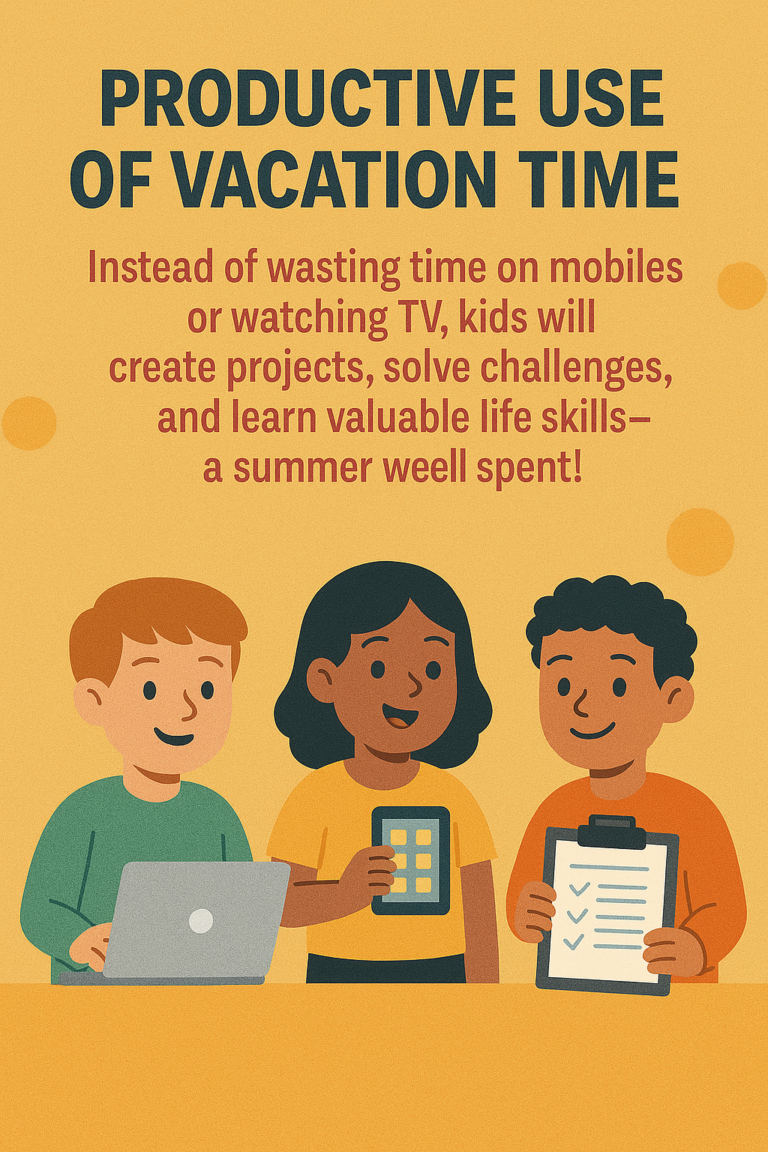 PRODUCTIVE USE
OF VACATION TIME
Instead of wasting time on mobiles
or watching TV, kids will
create projects, solve challenges,
and learn valuable life skills–
a summer weell spent!